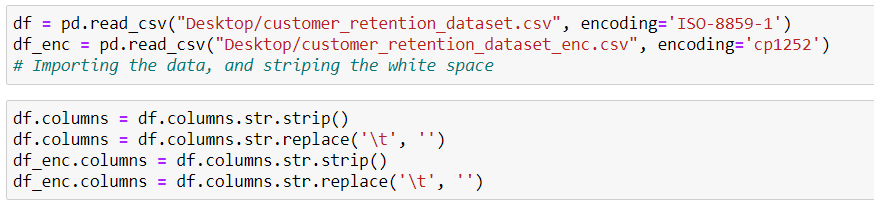 df = pd.read_csv("Desktop/customer_retention_dataset.csv", encoding='ISO-8859-1')
df_enc = pd.read_csv("Desktop/customer_retention_dataset_enc.csv", encoding='cp1252')
# Importing the data, and striping the white space
df.columns = df.columns.str.strip()
df.columns = df.columns.str.replace('\t', '')
df_enc.columns = df.columns.str.strip()
df_enc.columns = df.columns.str.replace('\t', '')